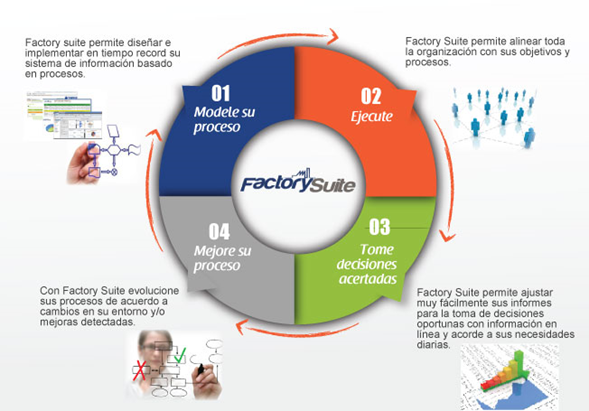 Factory suite permite diseñar e
implementar en tiempo record su
sistema de información basado
en procesos.
Factory Suite permite alinear toda
la organización con sus objetivos y
procesos.
01
Modele su
proceso
02
Ejecute
FactorySuite
04
Mejore su
proceso
03
Tome
decisiones
acertadas
Con Factory Suite evolucione
sus procesos de acuerdo a
cambios en su entorno y/o
mejoras detectadas.
Factory Suite permite ajustar
muy fácilmente sus informes
para la toma de decisiones
oportunas con información en
línea y acorde a sus necesidades
diarias.